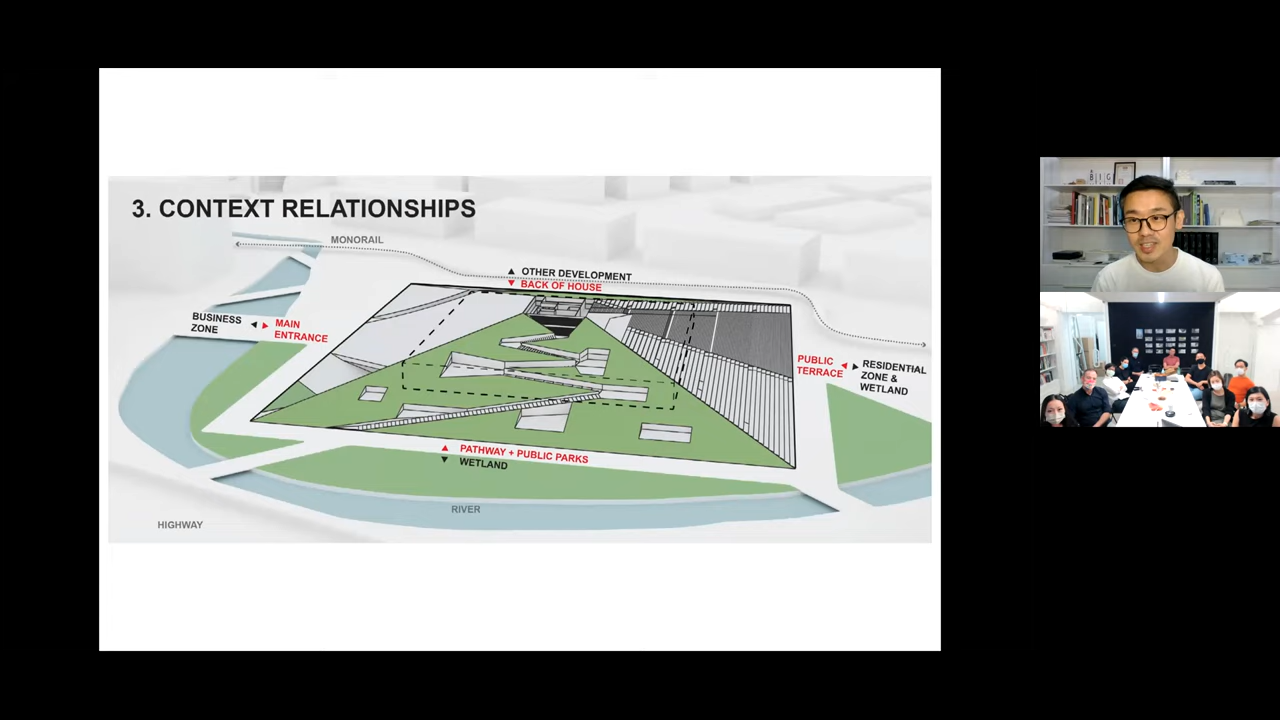 3. CONTEXT RELATIONSHIPS
MONORAIL
▲ OTHER DEVELOPMENT
▼ BACK OF HOUSE
BUSINESS
ZONE
◄ ► MAIN
ENTRANCE
PUBLIC
TERRACE
◄ ► RESIDENTIAL
ZONE &
WETLAND
▲ PATHWAY + PUBLIC PARKS
▼ WETLAND
RIVER
HIGHWAY
BIG